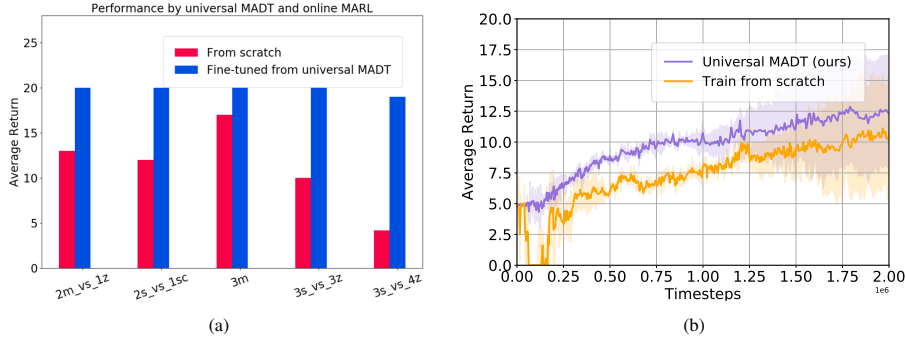 Performance by universal MADT and online MARL
25
20
15
10
5
0
Average Return
From scratch
Fine-tuned from universal MADT
2m_vs_1z
2s_vs_1sc
3m
3s_vs_3z
3s_vs_4z
(a)
20.0
17.5
15.0
12.5
10.0
7.5
5.0
2.5
0.0
Average Return
Universal MADT (ours)
Train from scratch
0.00 0.25 0.50 0.75 1.00 1.25 1.50 1.75 2.00
1e6
Timesteps
(b)